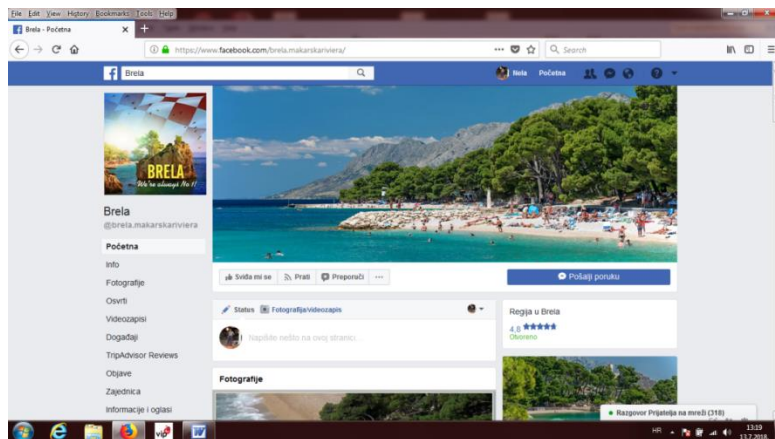 File Edit View History Bookmarks Tools Help
Brela - Početna
https://www.facebook.com/brela.makarskariviera/
Search
Brela
Nela Početna
BRELA
We're always No 1!
Brela
@brela.makarskariviera
Početna
Info
Fotografije
Osvrti
Videozapisi
Događaji
TripAdvisor Reviews
Objave
Zajednica
Informacije i oglasi
Sviđa mi se Prati Preporuči
Pošalji poruku
Status Fotografija/videozapis
Napišite nešto na ovoj stranici...
Fotografije
Regija u Brela
4,8
Otvoreno
Razgovor Prijatelja na mreži (318)
vip
HR
13:19
13.7.2018